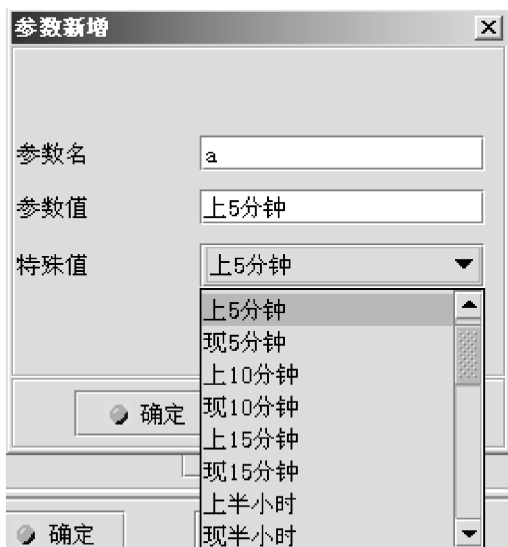 参数新增
参数名 a
参数值 上5分钟
特殊值 上5分钟
上5分钟
现5分钟
上10分钟
现10分钟
确定
上15分钟
现15分钟
上半小时
现半小时
确定